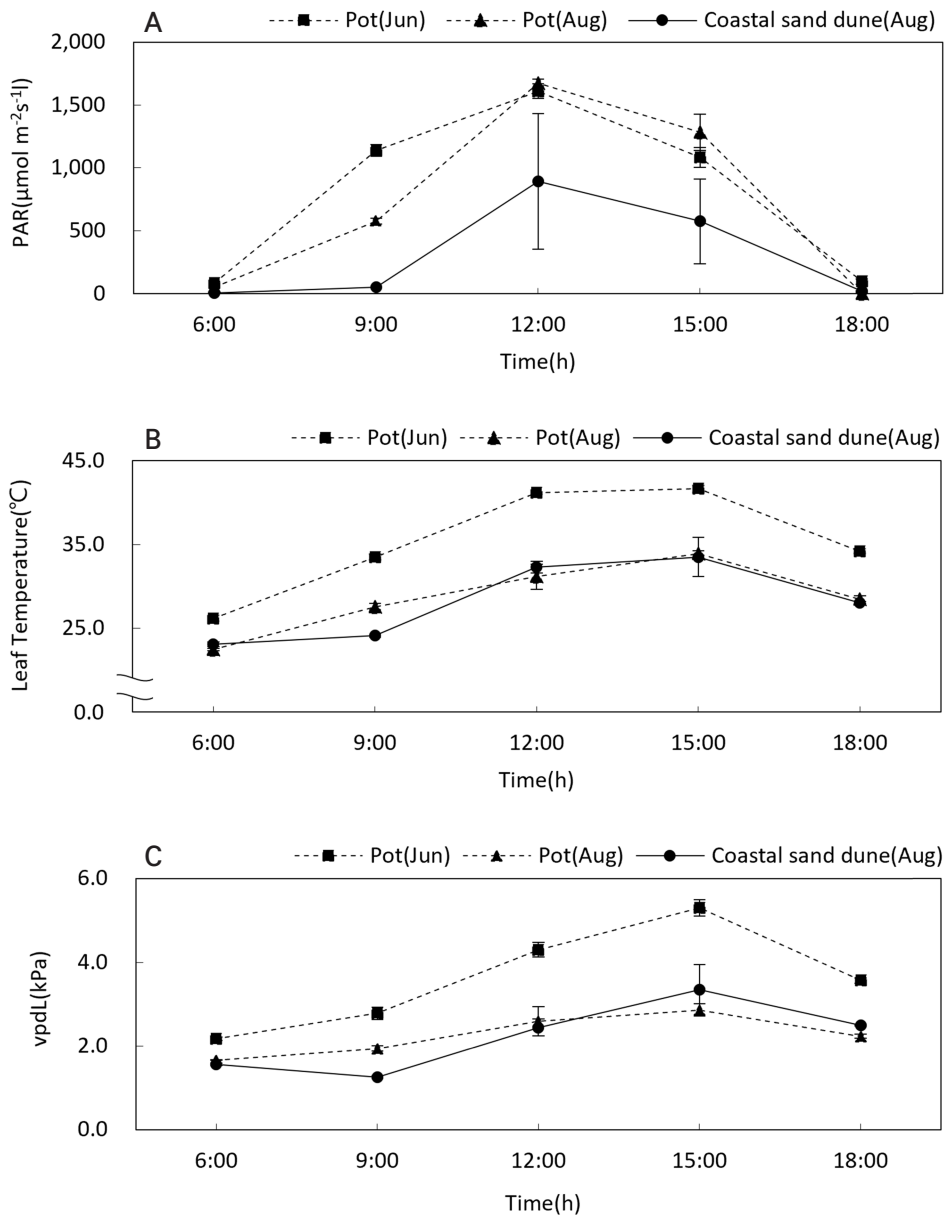 A
Pot(Jun) Pot(Aug) Coastal sand dune(Aug)
PAR(μmol m⁻²s⁻¹l)
2,000
1,500
1,000
500
0
6:00 9:00 12:00 15:00 18:00
Time(h)
B
Pot(Jun) Pot(Aug) Coastal sand dune(Aug)
Leaf Temperature(℃)
45.0
35.0
25.0
0.0
6:00 9:00 12:00 15:00 18:00
Time(h)
C
Pot(Jun) Pot(Aug) Coastal sand dune(Aug)
vpdL(kPa)
6.0
4.0
2.0
0.0
6:00 9:00 12:00 15:00 18:00
Time(h)